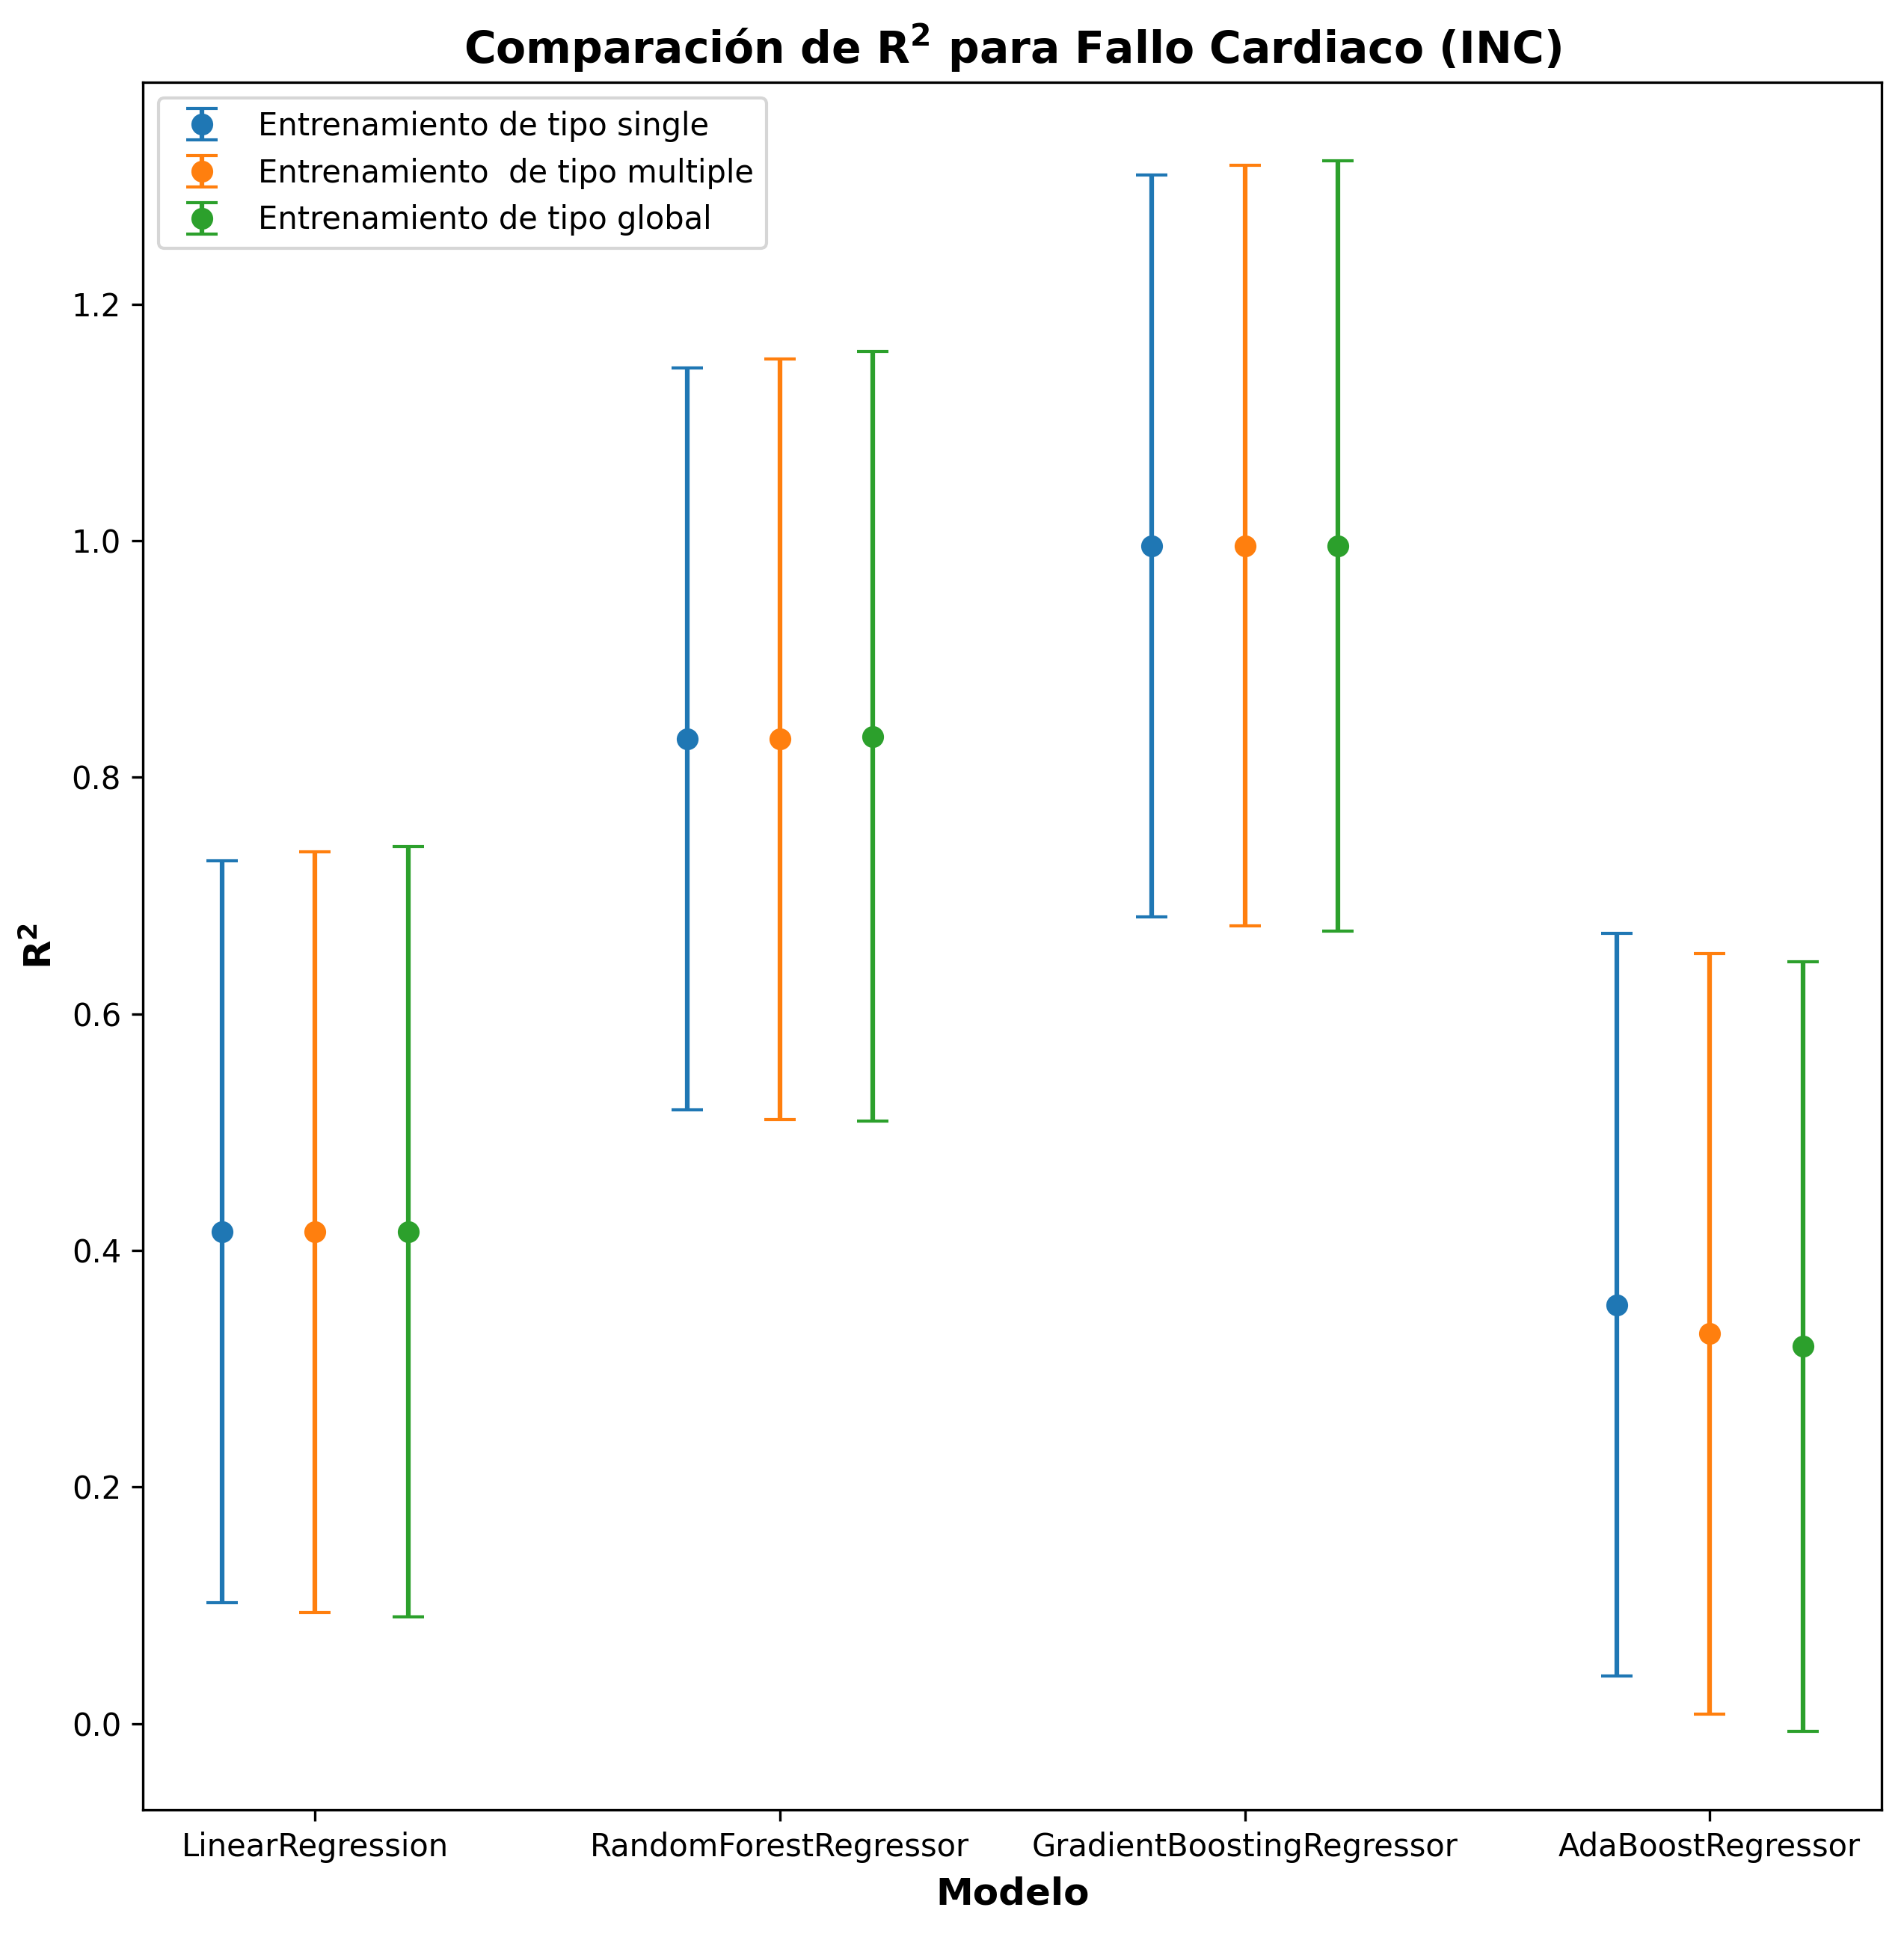 Comparación de R² para Fallo Cardiaco (INC)
Entrenamiento de tipo single
Entrenamiento  de tipo multiple
Entrenamiento de tipo global
1.2
1.0
0.8
0.6
0.4
0.2
0.0
R²
LinearRegression
RandomForestRegressor
GradientBoostingRegressor
AdaBoostRegressor
Modelo